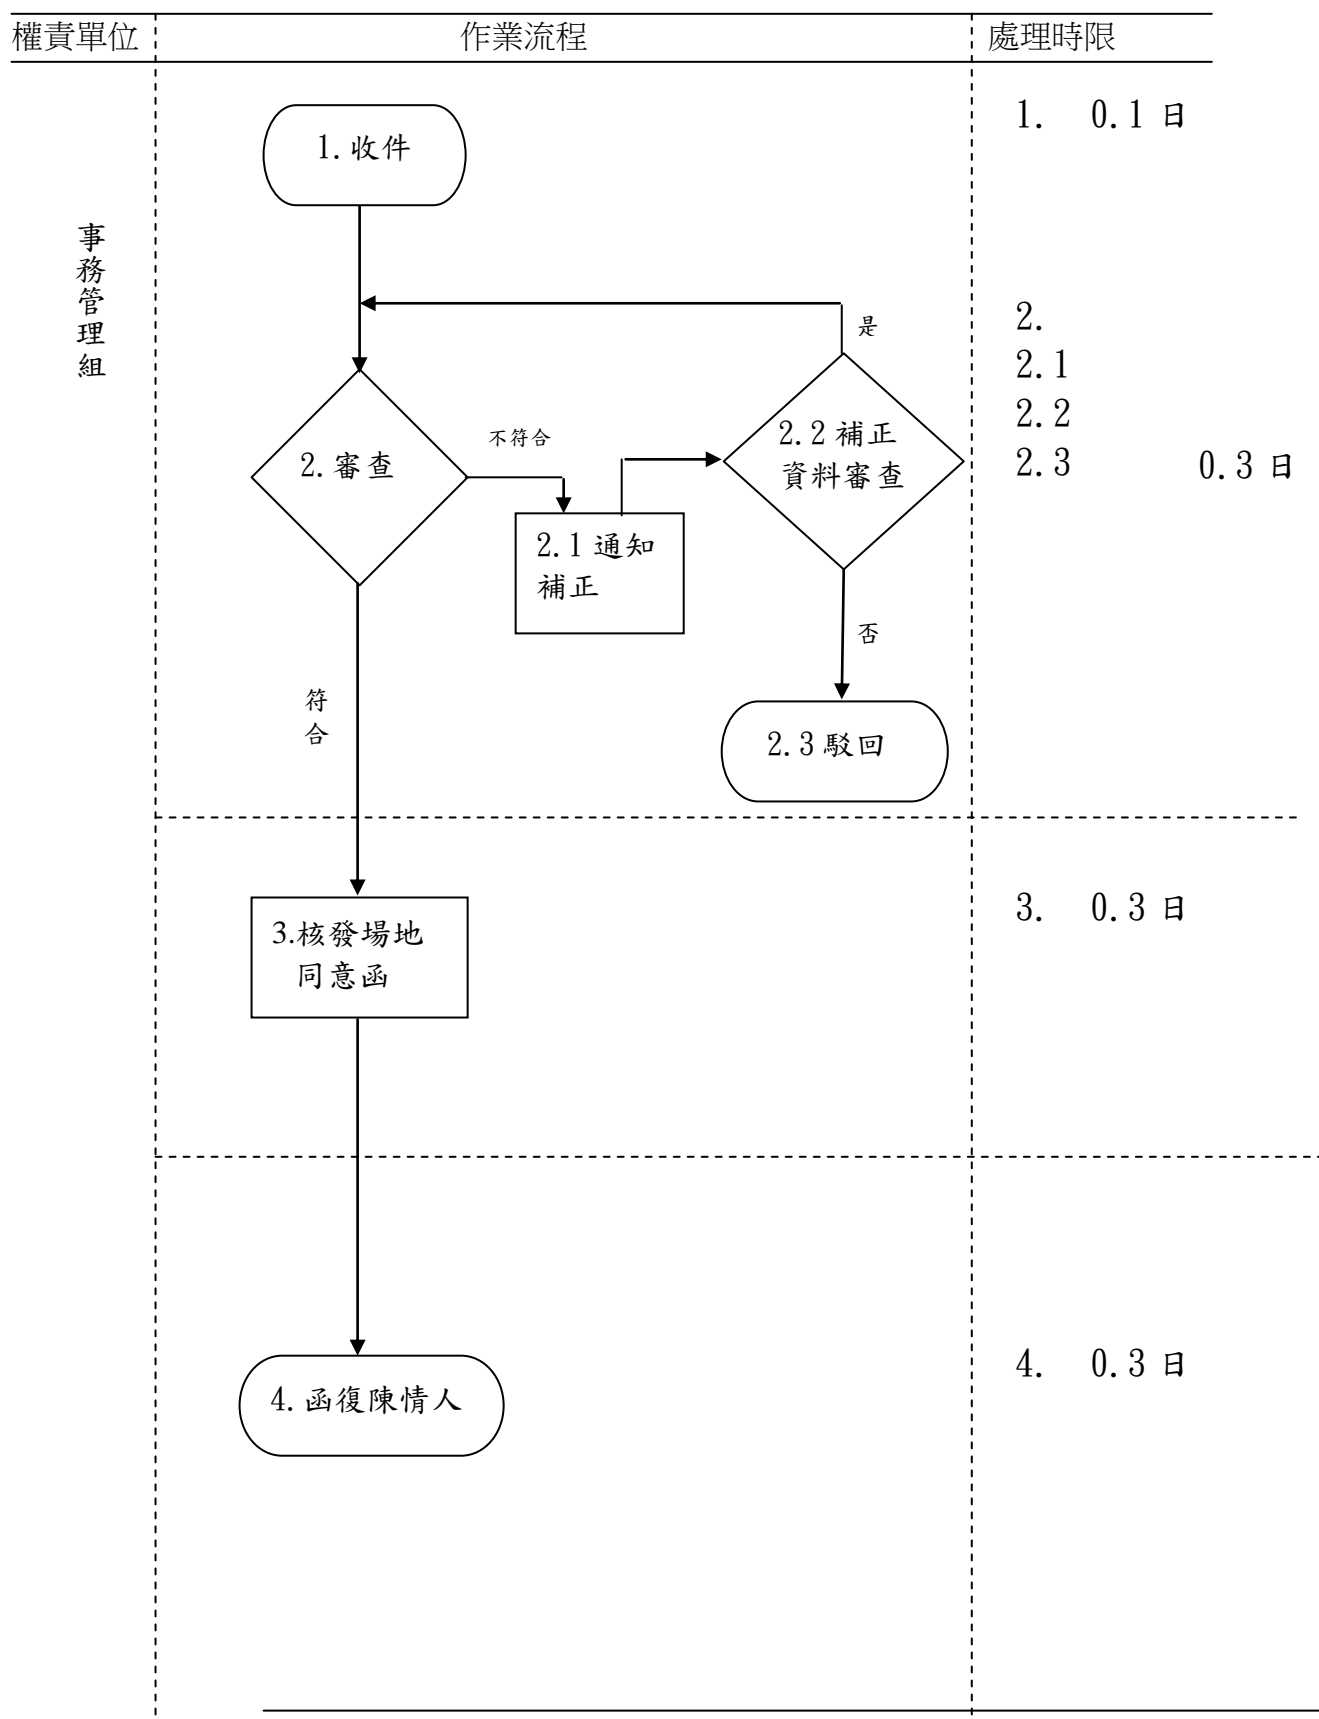 權責單位
作業流程
處理時限
事務管理組
1.收件
1. 0.1 日
是
2.
2.1
2.2
2.3 0.3 日
2.審查
不符合
2.2 補正
資料審查
2.1 通知
補正
否
符
合
2.3 駁回
3.核發場地
同意函
3. 0.3 日
4.函復陳情人
4. 0.3 日